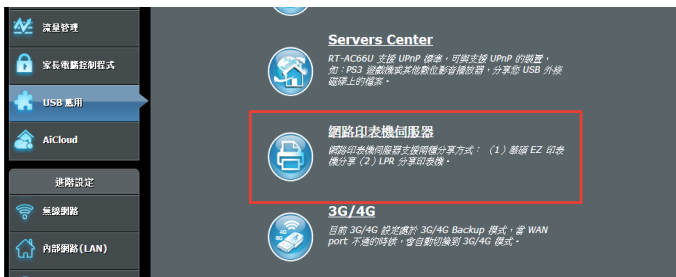 流量管理
家長電腦控制程式
USB 應用
AiCloud
進階設定
無線網路
內部網路(LAN)
Servers Center
RT-AC66U 支援 UPnP 標準，可與支援 UPnP 的裝置，
如：PS3 遊戲機或其他數位影音播放器，分享您 USB 外接
磁碟上的檔案。
網路印表機伺服器
網路印表機伺服器支援兩種分享方式： （1）華碩 EZ 印表
機分享（2）LPR 分享印表機。
3G/4G
目前 3G/4G 設定處於 3G/4G Backup 模式，當 WAN
port 不通的時候，會自動切換到 3G/4G 模式。